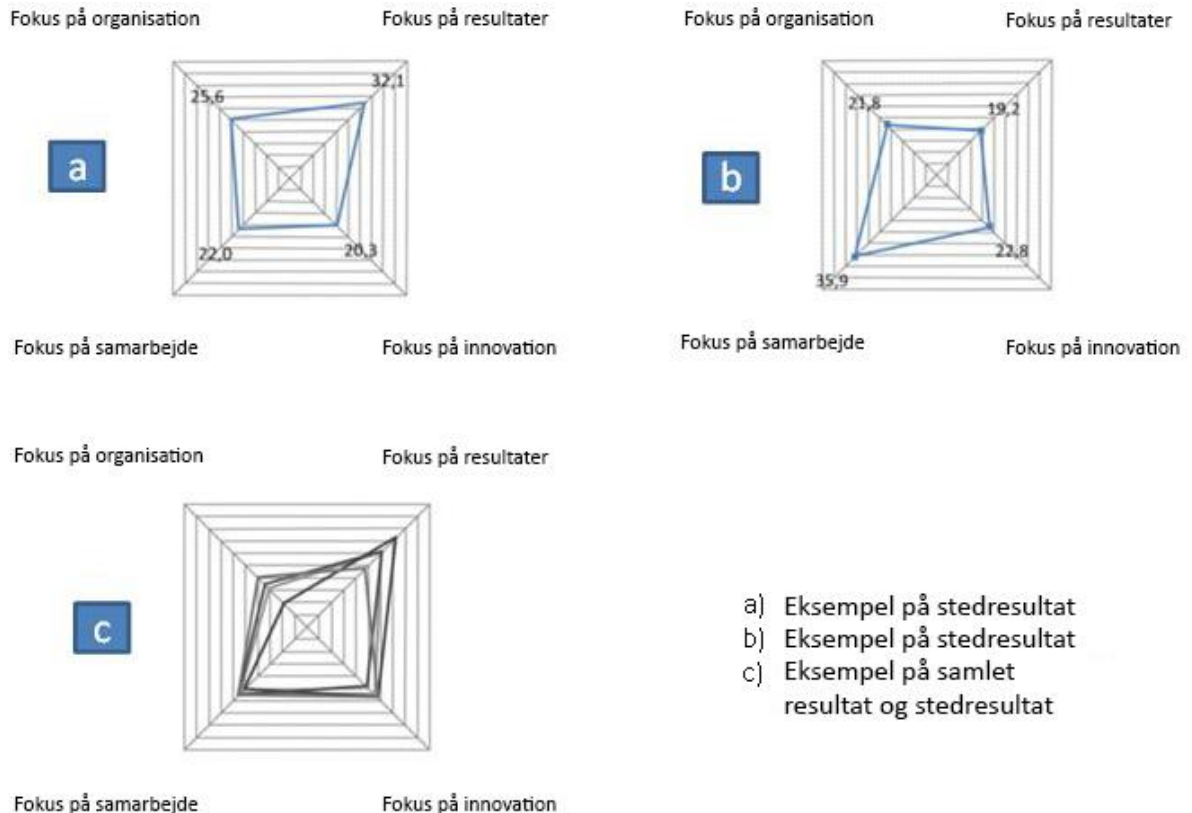 Fokus på organisation
Fokus på resultater
25,6
32,1
a
22,0
20,3
Fokus på samarbejde
Fokus på innovation
Fokus på organisation
Fokus på resultater
21,8
19,2
b
22,8
35,9
Fokus på samarbejde
Fokus på innovation
Fokus på organisation
Fokus på resultater
c
Fokus på samarbejde
Fokus på innovation
a) Eksempel på stedresultat
b) Eksempel på stedresultat
c) Eksempel på samlet
resultat og stedresultat